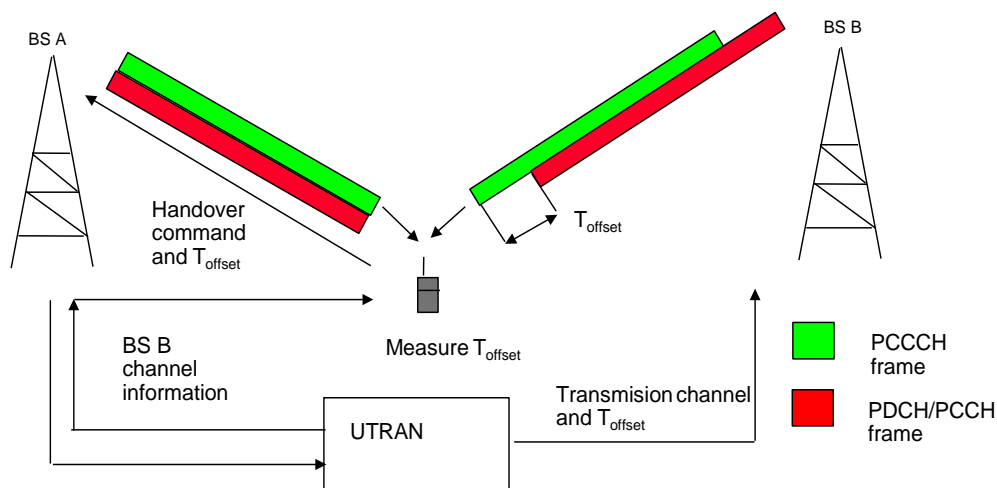 BS A
BS B
Handover
command
and Toffset
Toffset
BS B
channel
information
Measure Toffset
Transmision channel
and Toffset
UTRAN
PCCCH
frame
PDCH/PCCH
frame